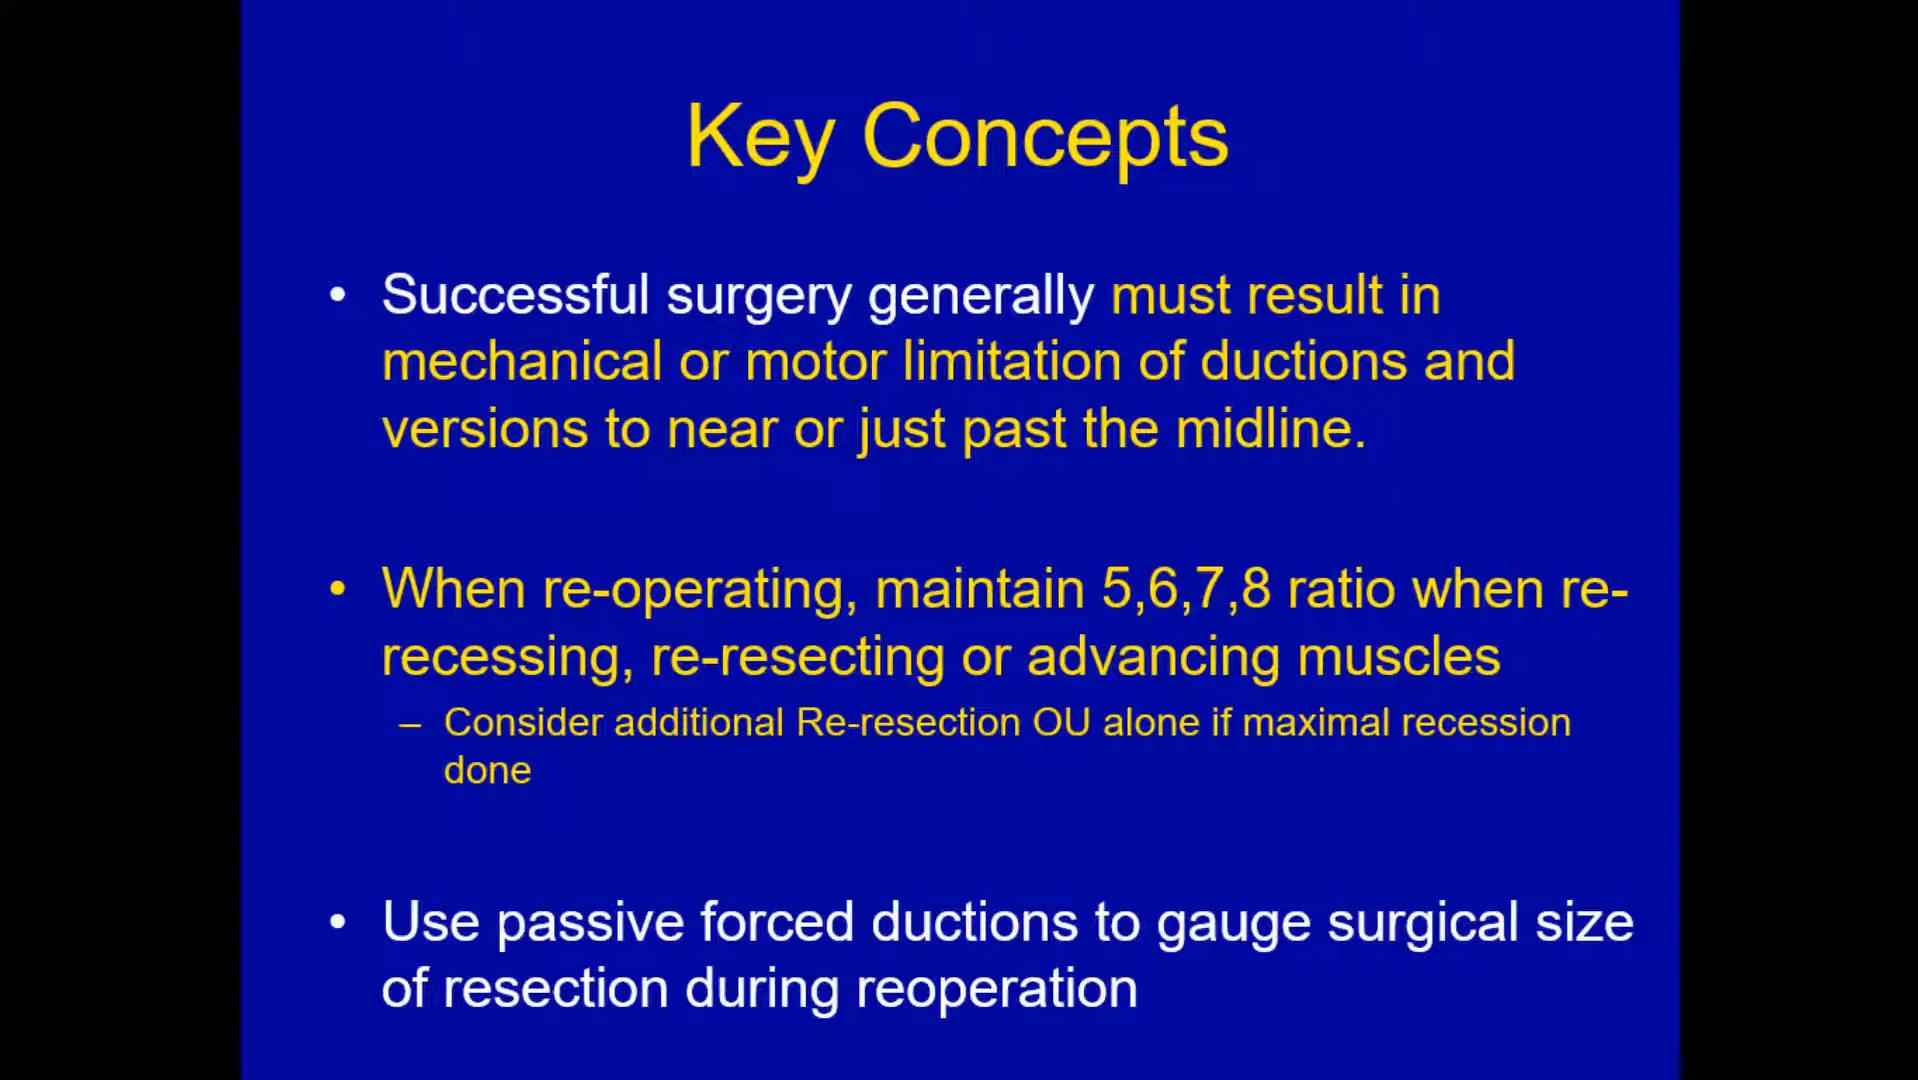 Key Concepts
• Successful surgery generally must result in
mechanical or motor limitation of ductions and
versions to near or just past the midline.
• When re-operating, maintain 5,6,7,8 ratio when re-
recessing, re-resecting or advancing muscles
– Consider additional Re-resection OU alone if maximal recession
done
• Use passive forced ductions to gauge surgical size
of resection during reoperation